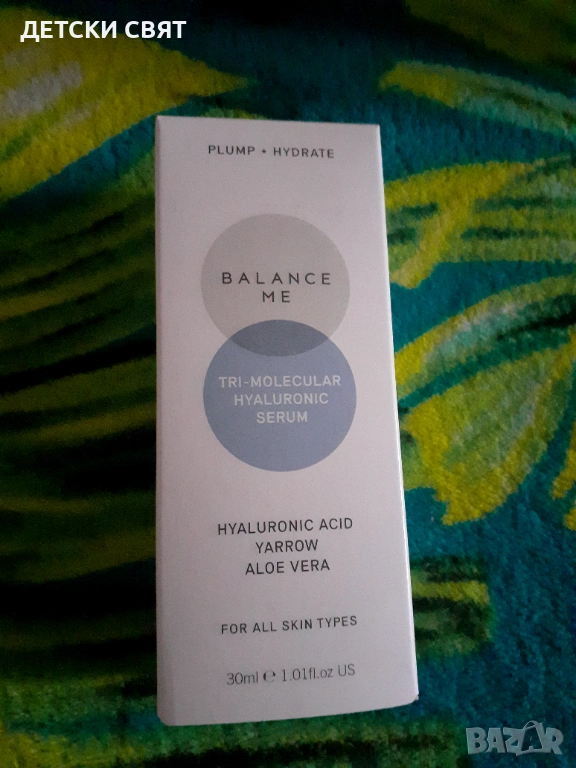 ДЕТСКИ СВЯТ
PLUMP • HYDRATE
BALANCE
ME
TRI-MOLECULAR
HYALURONIC
SERUM
HYALURONIC ACID
YARROW
ALOE VERA
FOR ALL SKIN TYPES
30ml ℮ 1.01fl.oz US
BAZAR